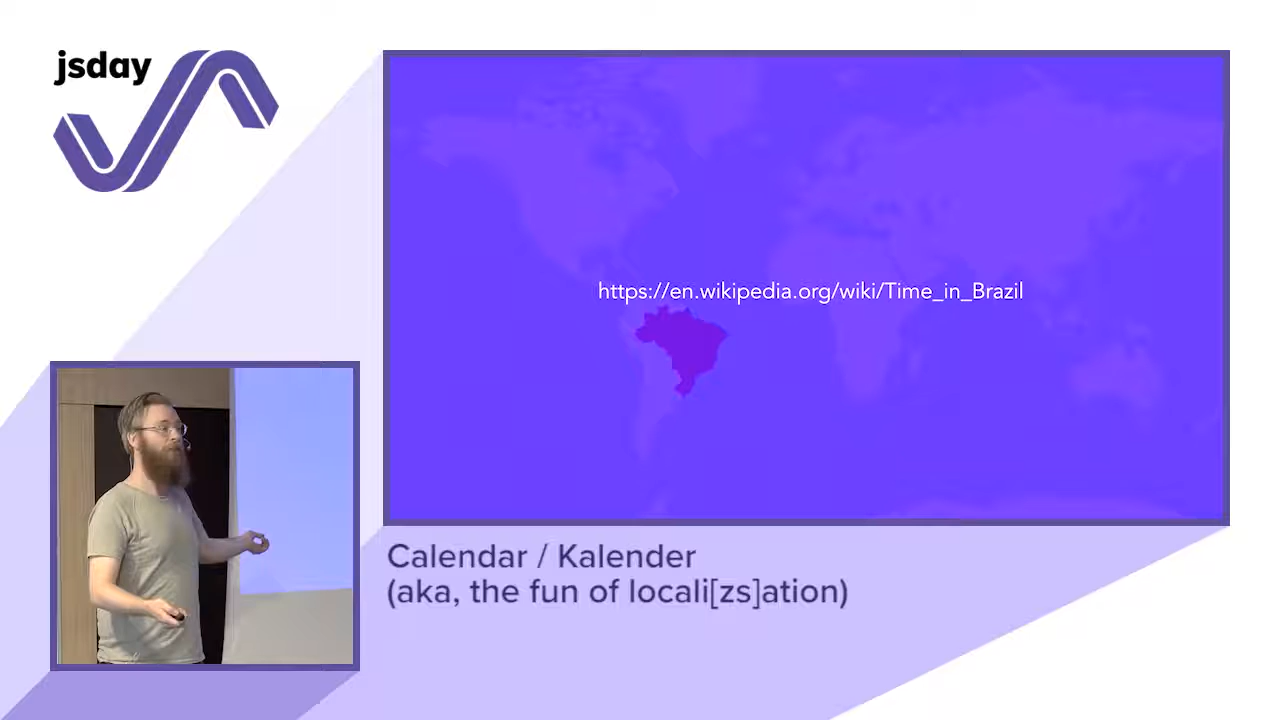 jsday
https://en.wikipedia.org/wiki/Time_in_Brazil
Calendar / Kalender
(aka, the fun of locali[zs]ation)